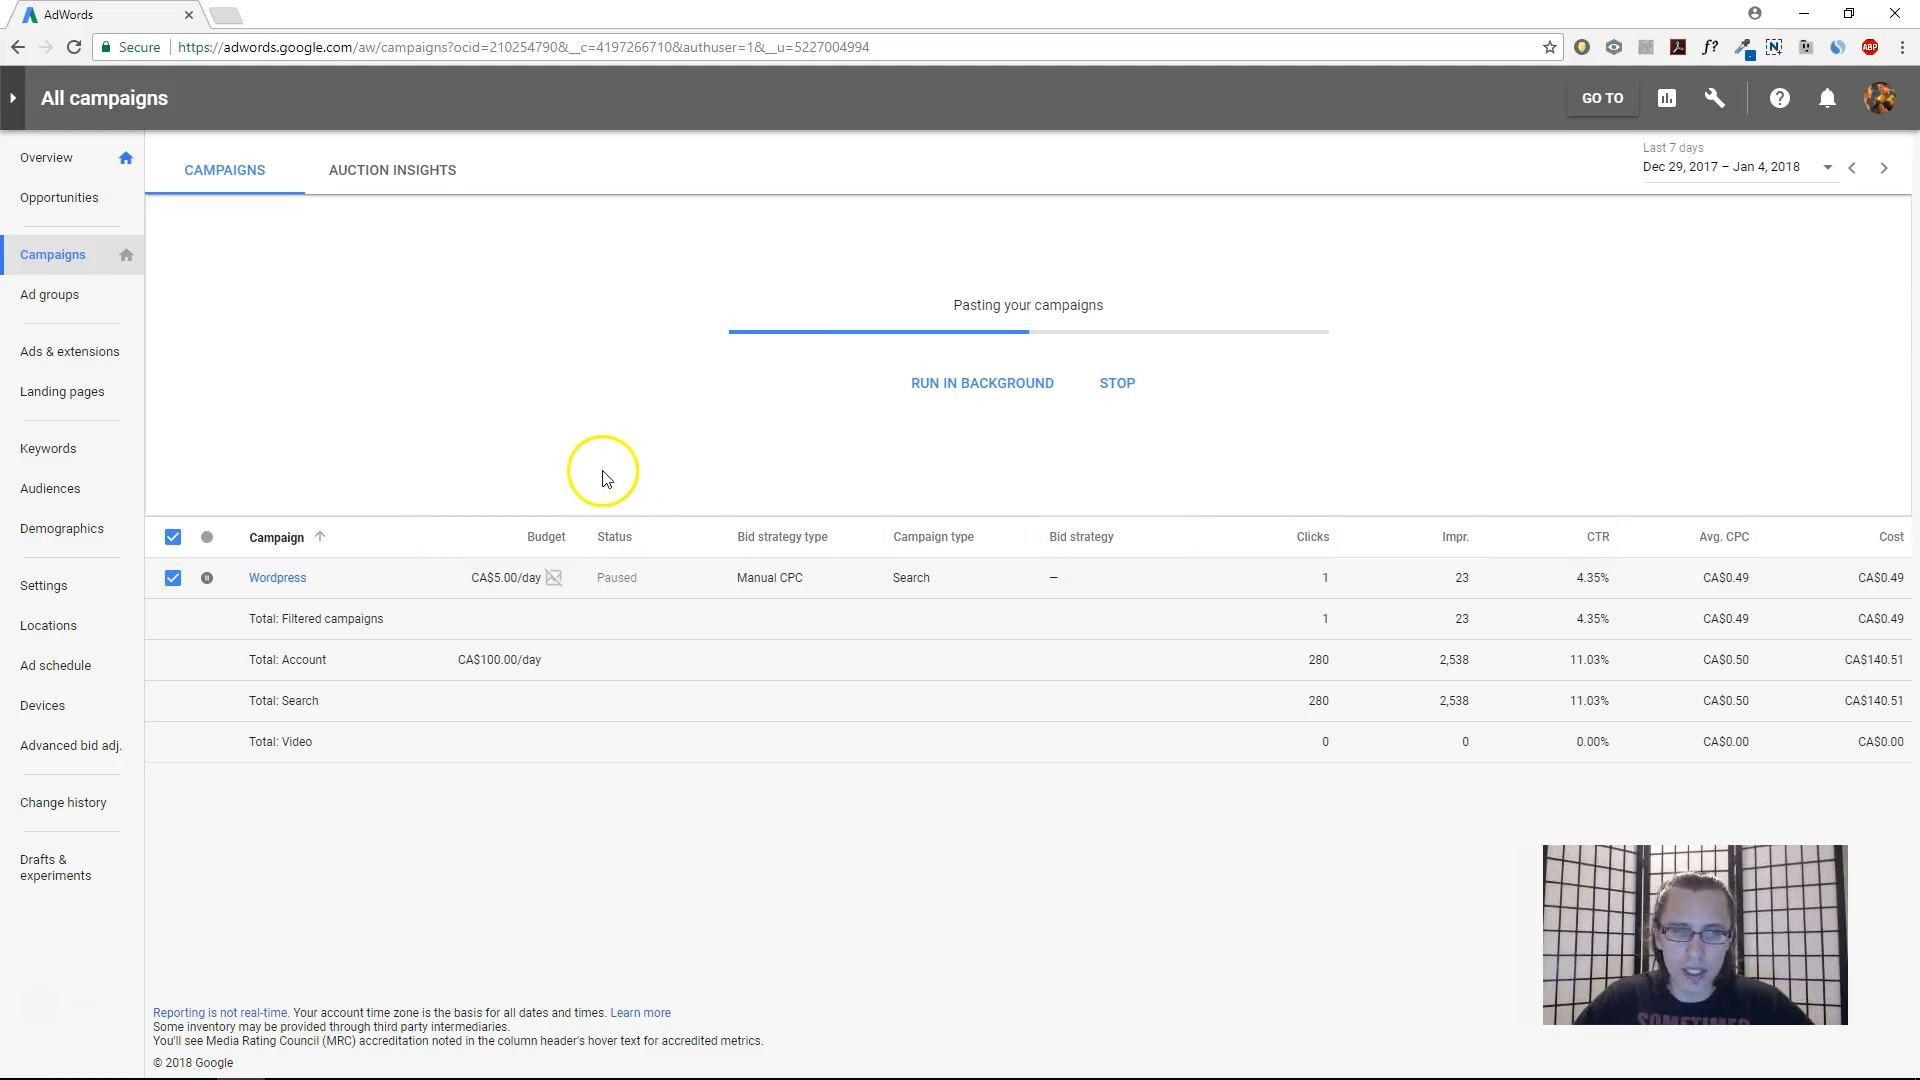 AdWords
Secure
https://adwords.google.com/aw/campaigns?ocid=210254790&__c=4197266710&authuser=1&__u=5227004994
f?
N
ABP
All campaigns
GO TO
Overview
Opportunities
Campaigns
Ad groups
Ads & extensions
Landing pages
Keywords
Audiences
Demographics
Settings
Locations
Ad schedule
Devices
Advanced bid adj.
Change history
Drafts &
experiments
CAMPAIGNS
AUCTION INSIGHTS
Last 7 days
Dec 29, 2017 – Jan 4, 2018
Pasting your campaigns
RUN IN BACKGROUND
STOP
Campaign Budget Status Bid strategy type Campaign type Bid strategy Clicks Impr. CTR Avg. CPC Cost
Wordpress CA$5.00/day Paused Manual CPC Search – 1 23 4.35% CA$0.49 CA$0.49
Total: Filtered campaigns 1 23 4.35% CA$0.49 CA$0.49
Total: Account CA$100.00/day 280 2,538 11.03% CA$0.50 CA$140.51
Total: Search 280 2,538 11.03% CA$0.50 CA$140.51
Total: Video 0 0 0.00% CA$0.00 CA$0.00
Reporting is not real-time. Your account time zone is the basis for all dates and times. Learn more
Some inventory may be provided through third party intermediaries.
You'll see Media Rating Council (MRC) accreditation noted in the column header's hover text for accredited metrics.
© 2018 Google